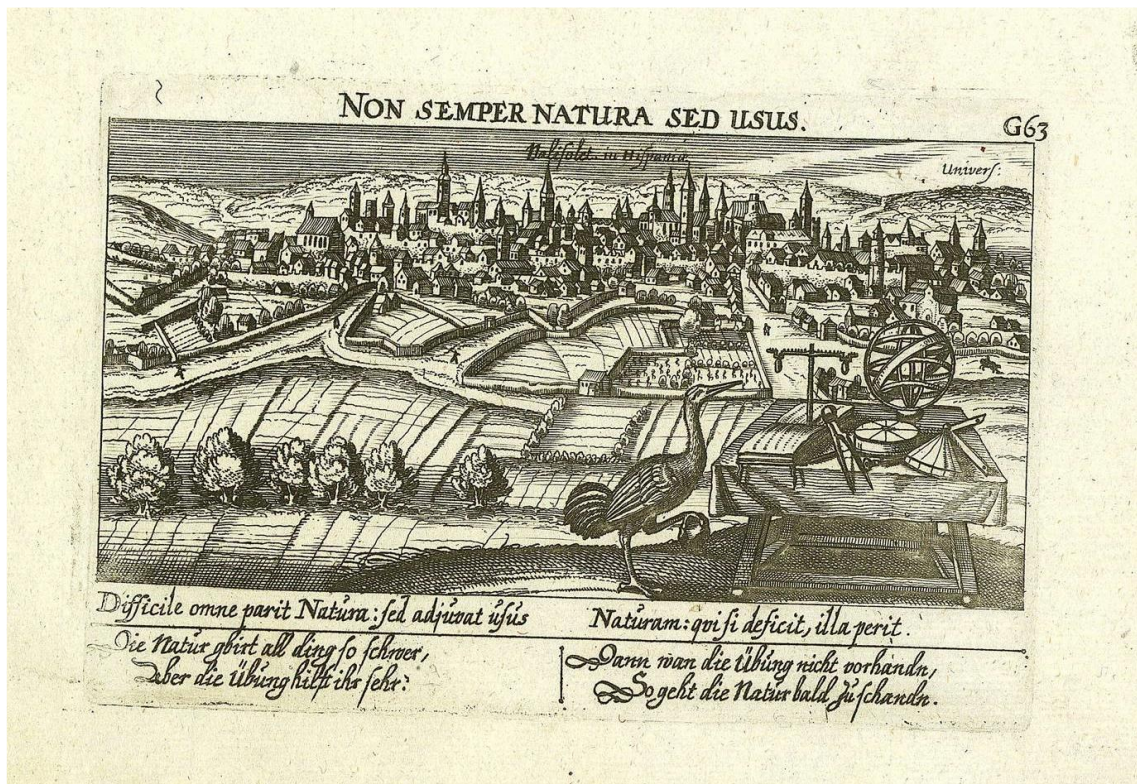 NON SEMPER NATURA SED USUS.
G63
Valisolet. in Hispania
Univers:
Difficile omne parit Natura: sed adjuvat usus
Naturam: qui si deficit, illa perit.
Die Natur gbirt all ding so schwer,
Aber die Übung hilft ihr sehr:
Dann wan die Übung nicht vorhandn,
So geht die Natur bald zu schandn.